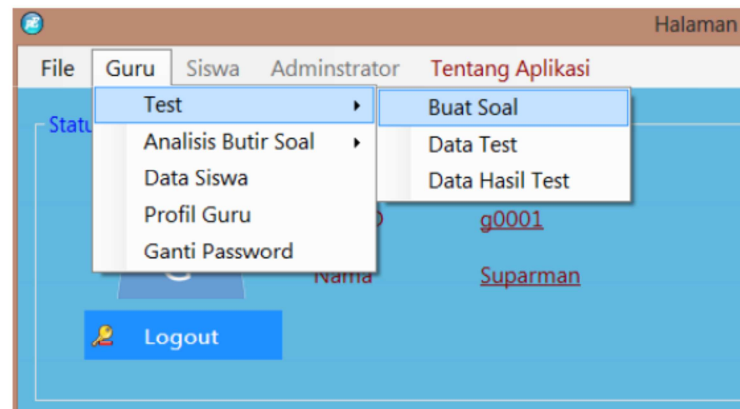 Halaman
File Guru Siswa Adminstrator Tentang Aplikasi
Test Buat Soal
Analisis Butir Soal Data Test
Data Siswa Data Hasil Test
Profil Guru g0001
Ganti Password
Nama Suparman
Logout